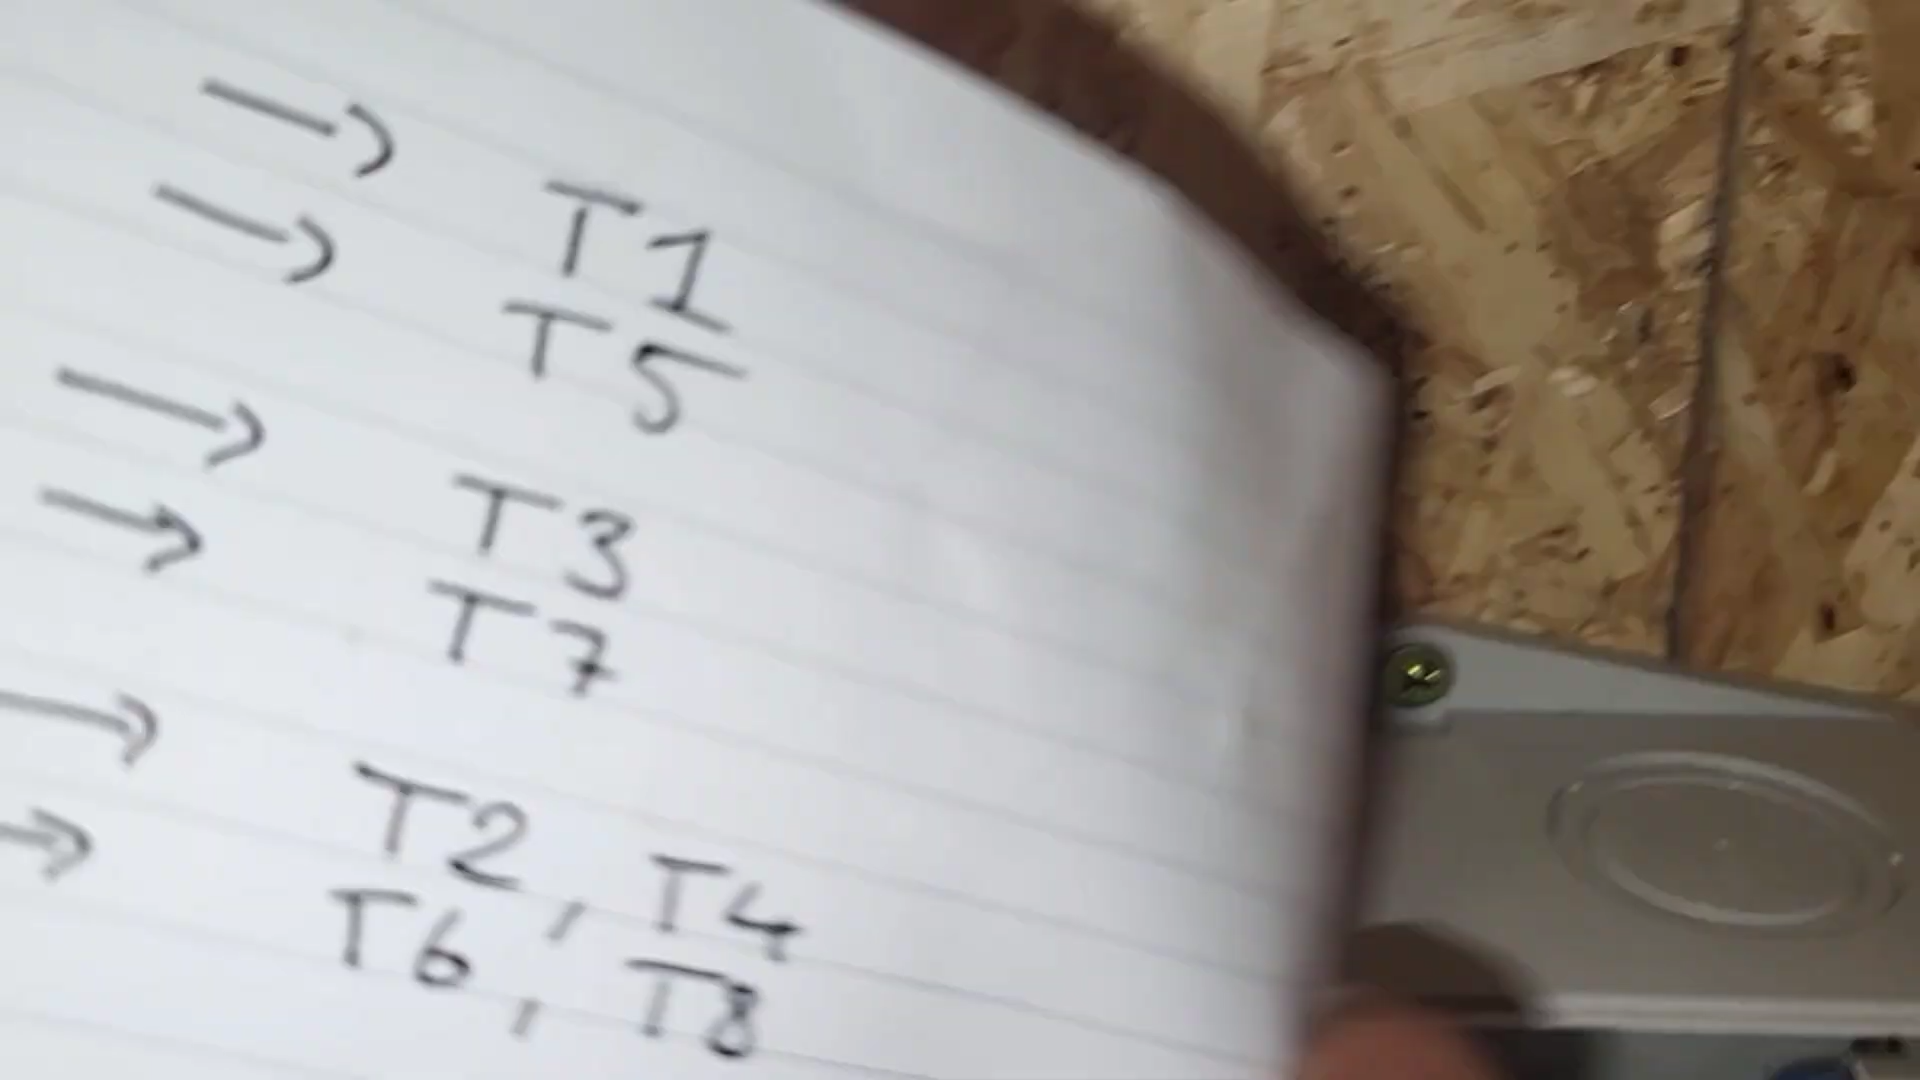 → T1
→ T5
→ T3
→ T7
→ T2, T4
→ T6, T8